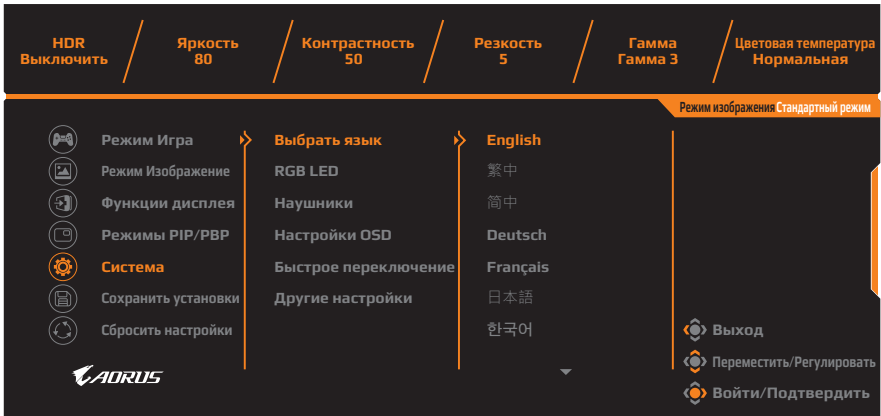 HDR
Выключить
Яркость
80
Контрастность
50
Резкость
5
Гамма
Гамма 3
Цветовая температура
Нормальная
Режим изображения Стандартный режим
Режим Игра
Режим Изображение
Функции дисплея
Режимы PIP/PBP
Система
Сохранить установки
Сбросить настройки
Выбрать язык
RGB LED
Наушники
Настройки OSD
Быстрое переключение
Другие настройки
English
繁中
简中
Deutsch
Français
日本語
한국어
Выход
Переместить/Регулировать
Войти/Подтвердить
AORUS